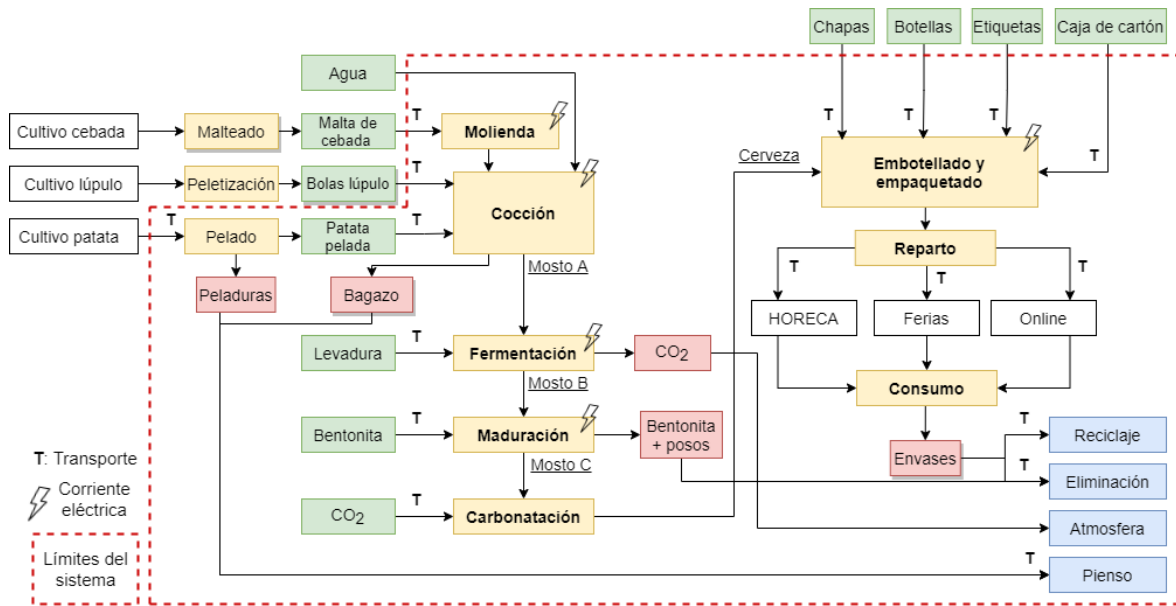 Chapas
Botellas
Etiquetas
Caja de cartón
Agua
T
T
T
T
Cultivo cebada
Malteado
Malta de
cebada
T
Molienda
Cerveza
Embotellado y
empaquetado
Cultivo lúpulo
Peletización
Bolas lúpulo
T
Cocción
Cultivo patata
T
Pelado
Patata
pelada
T
Reparto
Mosto A
T
T
T
Peladuras
Bagazo
HORECA
Ferias
Online
Levadura
T
Fermentación
CO2
Mosto B
Consumo
Bentonita
T
Maduración
Bentonita
+ posos
T
Reciclaje
Mosto C
Envases
T: Transporte
T
Eliminación
Corriente
eléctrica
CO2
T
Carbonatación
Atmosfera
Límites del
sistema
T
Pienso